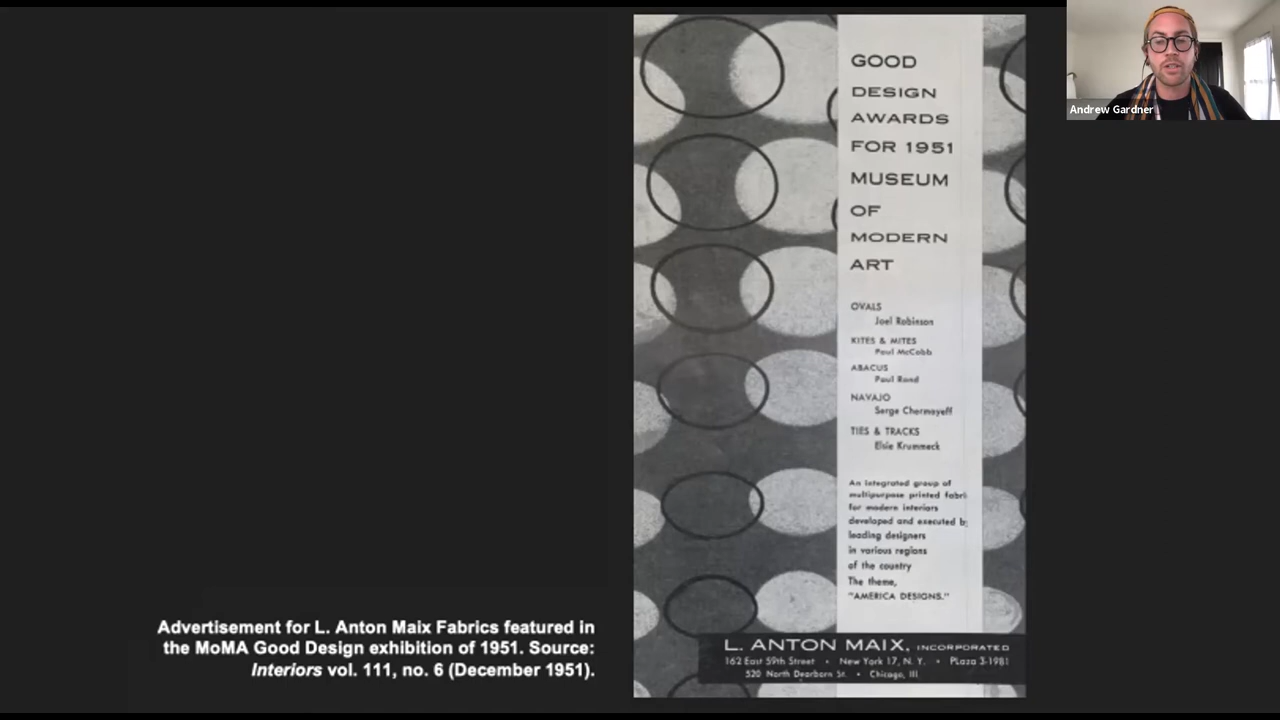 Andrew Gardner
GOOD
DESIGN
AWARDS
FOR 1951
MUSEUM
OF
MODERN
ART
OVALS
Joel Robinson
KITES & MITES
Paul McCobb
ABACUS
Paul Rand
NAVAJO
Serge Chermayeff
TIES & TRACKS
Elsie Krummeck
An integrated group of
multipurpose printed fabri
for modern interiors
developed and executed by
leading designers
in various regions
of the country
The theme,
"AMERICA DESIGNS."
L. ANTON MAIX, INCORPORATED
162 East 59th Street • New York 17, N. Y. • PLaza 3-1981
520 North Dearborn St. • Chicago, Ill
Advertisement for L. Anton Maix Fabrics featured in
the MoMA Good Design exhibition of 1951. Source:
Interiors vol. 111, no. 6 (December 1951).